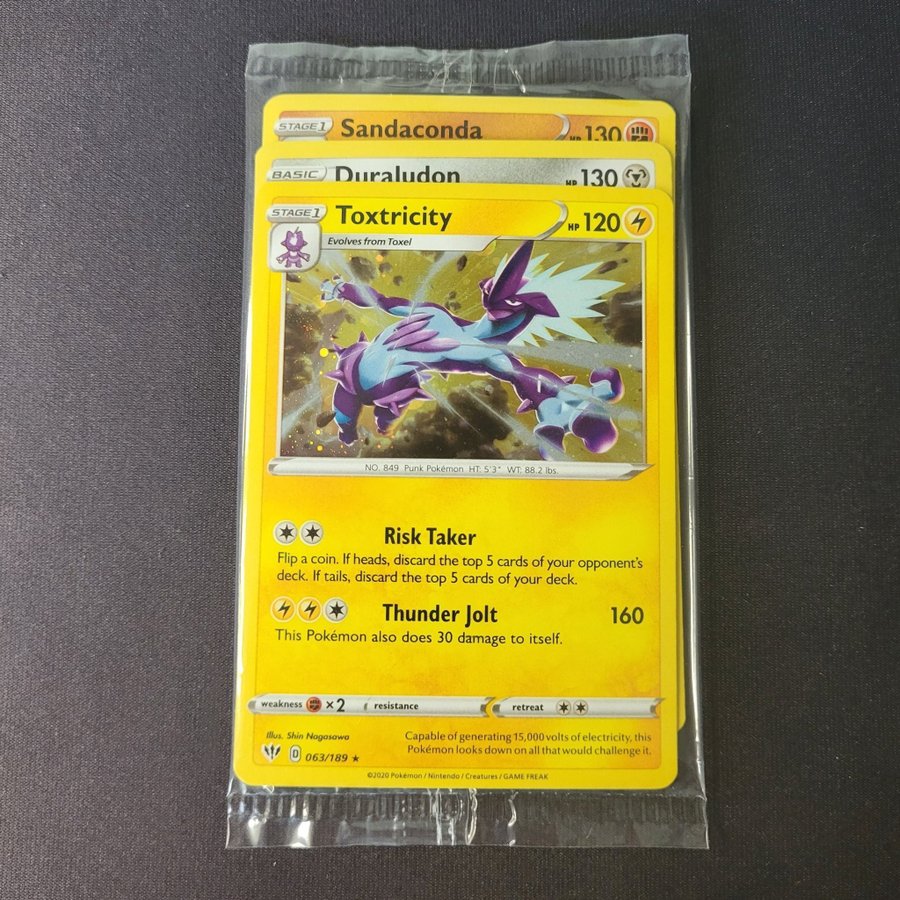 STAGE 1 Sandaconda HP 130
BASIC Duraludon HP 130
STAGE 1 Toxtricity HP 120
Evolves from Toxel
NO. 849 Punk Pokémon HT: 5'3" WT: 88.2 lbs.
Risk Taker
Flip a coin. If heads, discard the top 5 cards of your opponent's
deck. If tails, discard the top 5 cards of your deck.
Thunder Jolt 160
This Pokémon also does 30 damage to itself.
weakness ×2 resistance retreat
Illus. Shin Nagasawa
Capable of generating 15,000 volts of electricity, this
Pokémon looks down on all that would challenge it.
D 063/189 ★
©2020 Pokémon / Nintendo / Creatures / GAME FREAK